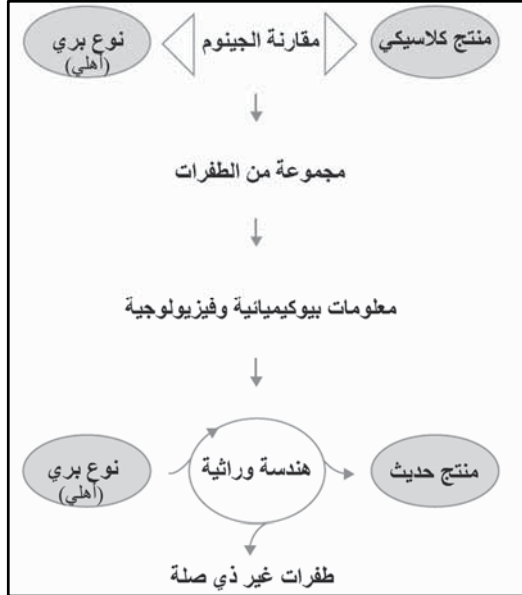 منتج كلاسيكي
مقارنة الجينوم
نوع بري
(أهلي)
مجموعة من الطفرات
معلومات بيوكيميائية وفيزيولوجية
منتج حديث
هندسة وراثية
نوع بري
(أهلي)
طفرات غير ذي صلة